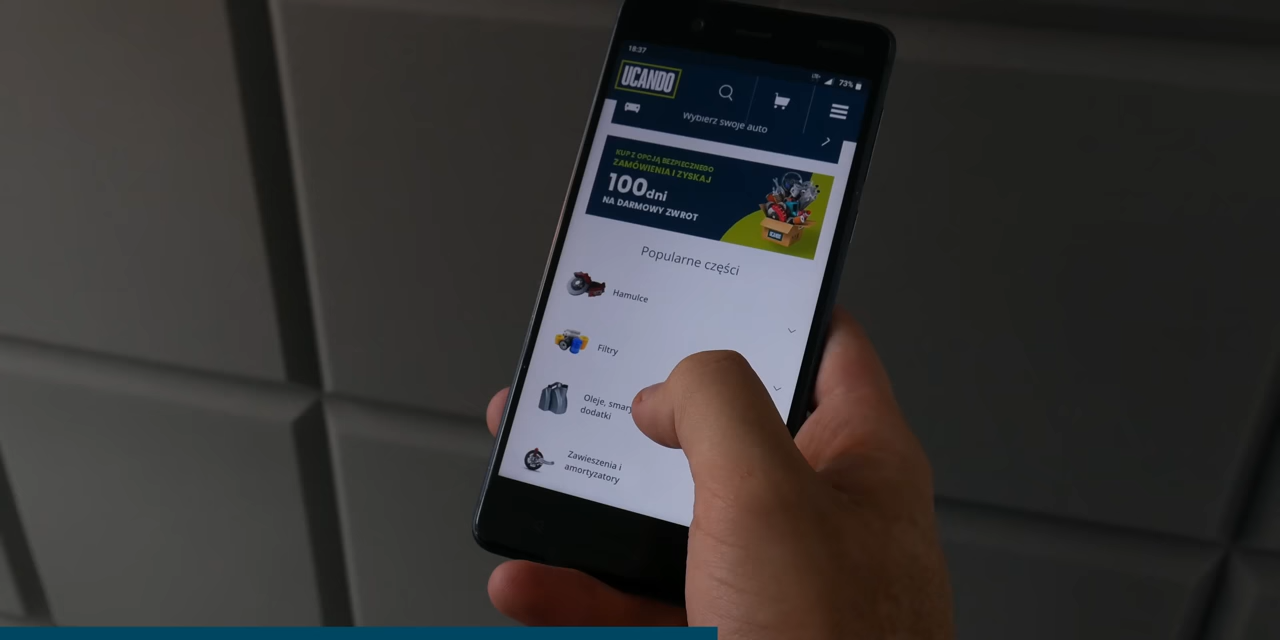 18:37
73%
UCANDO
Wybierz swoje auto
KUP Z OPCJĄ BEZPIECZNEGO
ZAMÓWIENIA I ZYSKAJ
100dni
NA DARMOWY ZWROT
Popularne części
Hamulce
Filtry
Oleje, smary
dodatki
Zawieszenia i
amortyzatory